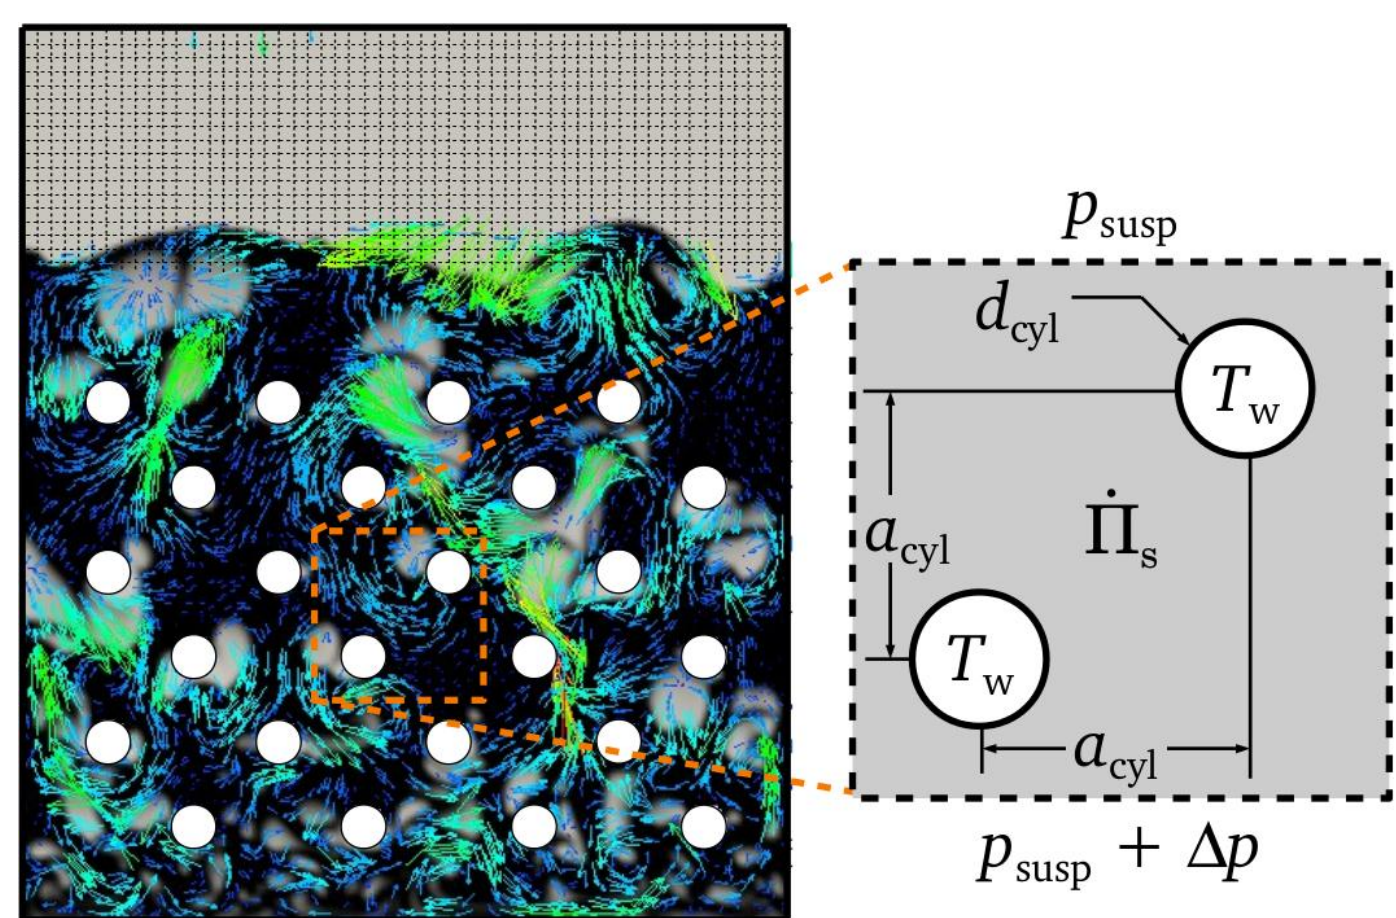 p_susp
d_cyl
T_w
a_cyl
Π̇_s
T_w
a_cyl
p_susp + Δp